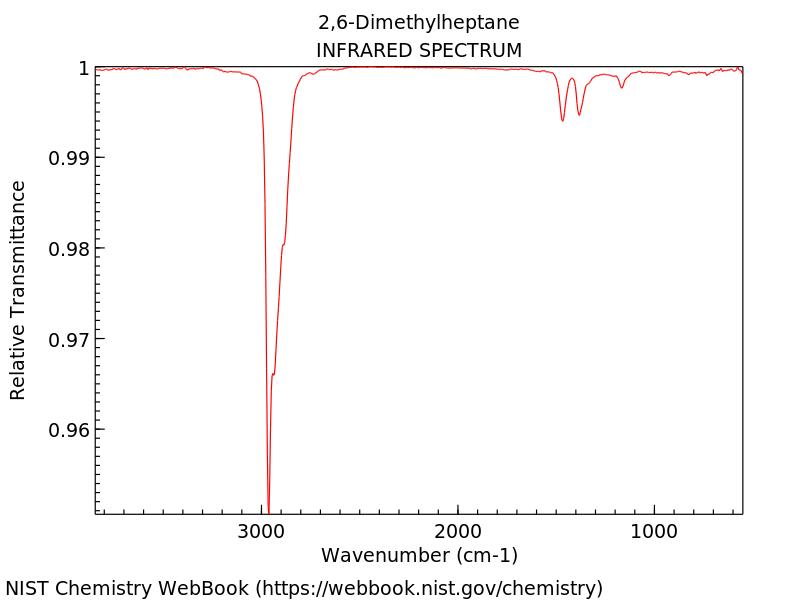 2,6-Dimethylheptane
INFRARED SPECTRUM
1
0.99
0.98
0.97
0.96
Relative Transmittance
3000 2000 1000
Wavenumber (cm-1)
NIST Chemistry WebBook (https://webbook.nist.gov/chemistry)